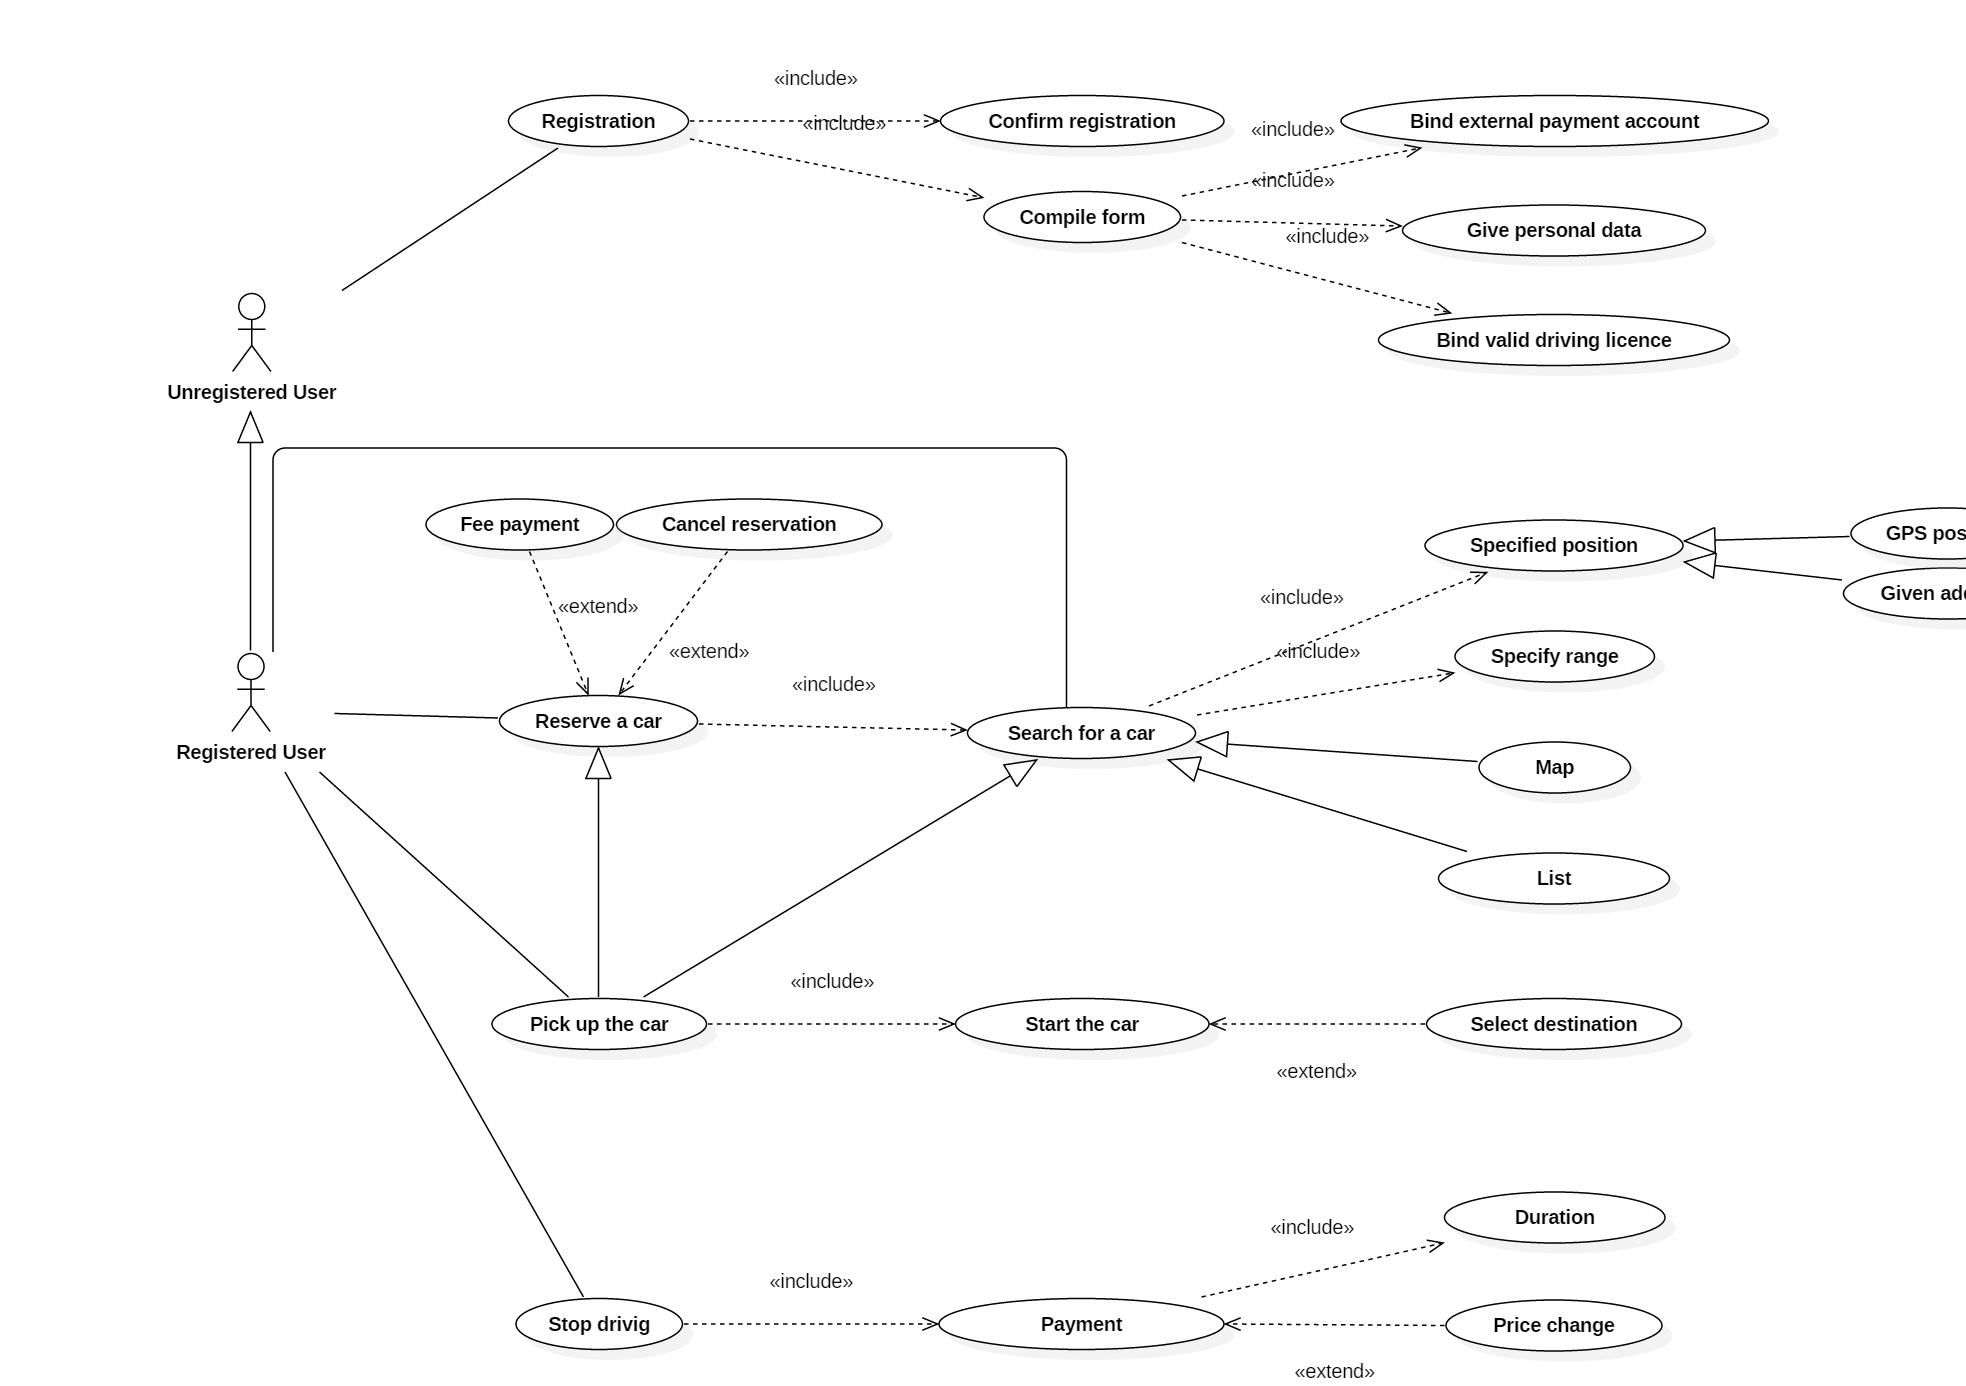 «include»
Registration
«include»
Confirm registration
«include»
Bind external payment account
«include»
Compile form
Give personal data
«include»
Bind valid driving licence
Unregistered User
Fee payment
Cancel reservation
Specified position
GPS pos
Given add
«extend»
«include»
«extend»
«include»
Specify range
«include»
Reserve a car
Search for a car
Registered User
Map
List
«include»
Pick up the car
Start the car
Select destination
«extend»
Duration
«include»
«include»
Stop drivig
Payment
Price change
«extend»